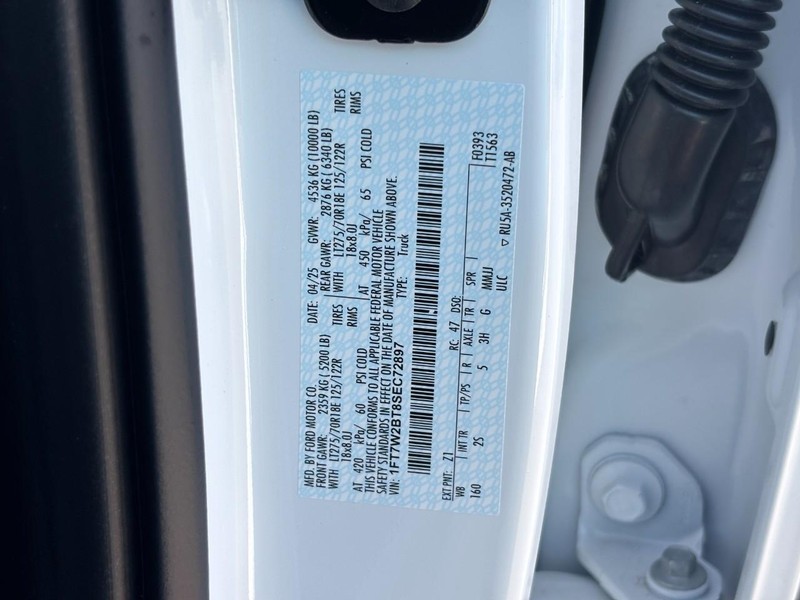 MFD. BY FORD MOTOR CO.
DATE: 04/25 GVWR: 4536 KG (10000 LB)
FRONT GAWR: 2359 KG (5200 LB) REAR GAWR: 2876 KG (6340 LB)
WITH LT275/70R18E 125/122R TIRES WITH LT275/70R18E 125/122R TIRES
18x8.0J RIMS 18x8.0J RIMS
AT 420 kPa/ 60 PSI COLD AT 450 kPa/ 65 PSI COLD
THIS VEHICLE CONFORMS TO ALL APPLICABLE FEDERAL MOTOR VEHICLE
SAFETY STANDARDS IN EFFECT ON THE DATE OF MANUFACTURE SHOWN ABOVE.
VIN: 1FT7W2BT8SEC72897 TYPE: Truck
F0393
EXT PNT: Z1 RC: 47 DSO: T1563
WB INT TR TP/PS R AXLE TR SPR
160 2S 5 3H G MMJJ
ULC ▽ RU5A-3520472-AB